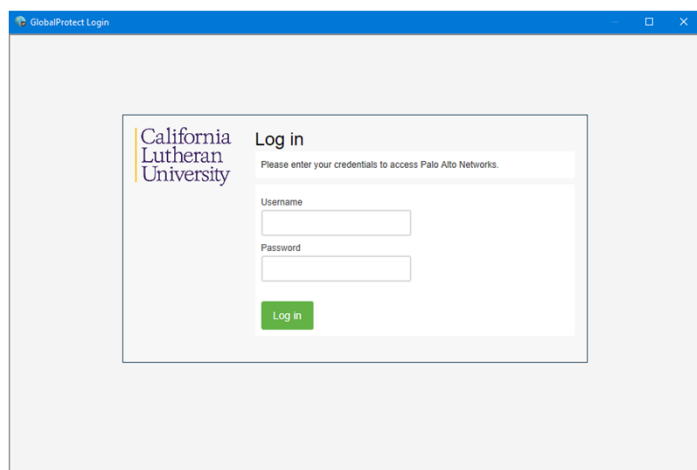 GlobalProtect Login
California
Lutheran
University
Log in
Please enter your credentials to access Palo Alto Networks.
Username
Password
Log in